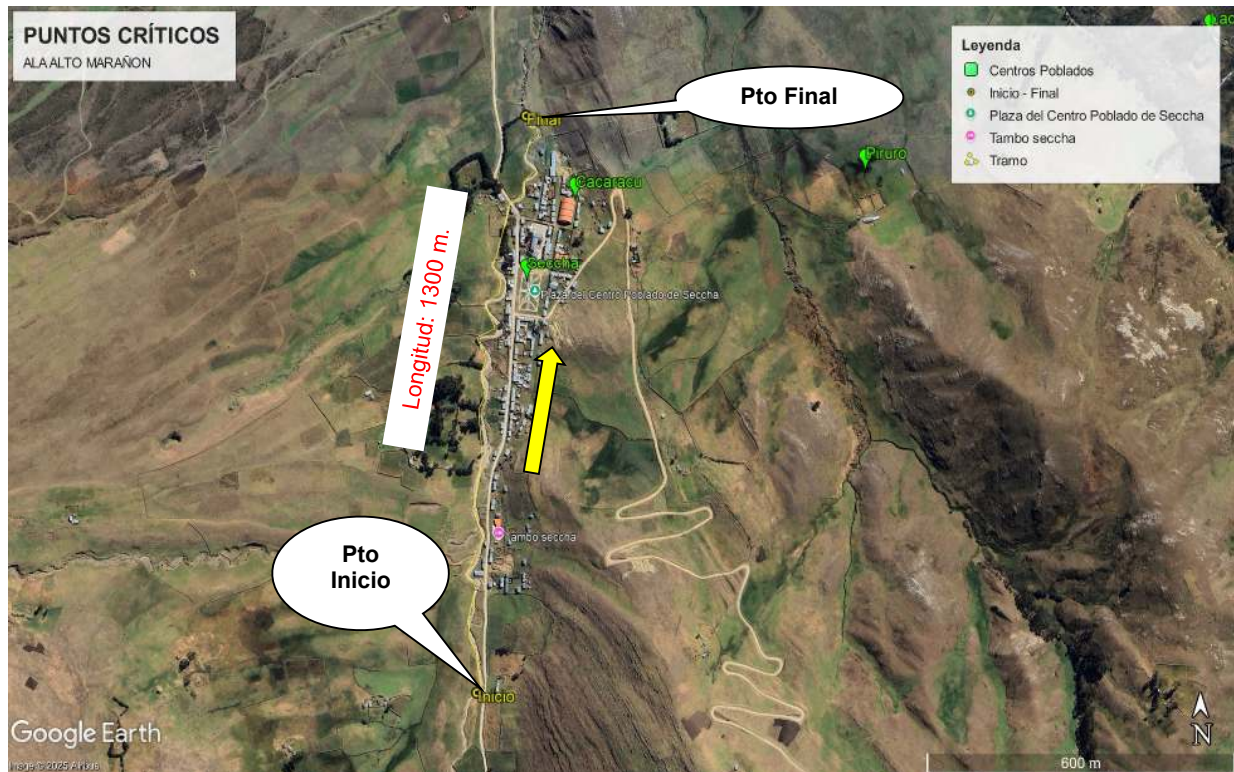 PUNTOS CRÍTICOS
ALA ALTO MARAÑON
Leyenda
Centros Poblados
Inicio - Final
Plaza del Centro Poblado de Seccha
Tambo seccha
Tramo
Pto Final
Final
Piruro
Cacaracu
Longitud: 1300 m.
Seccha
Plaza del Centro Poblado de Seccha
Tambo seccha
Pto
Inicio
Inicio
Google Earth
Image © 2025 Airbus
N
600 m